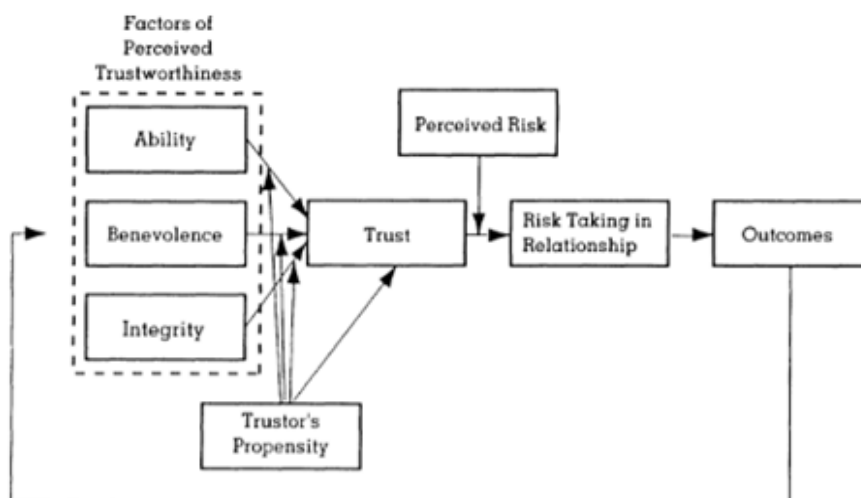 Factors of
Perceived
Trustworthiness
Ability
Benevolence
Integrity
Trustor's
Propensity
Trust
Perceived Risk
Risk Taking in
Relationship
Outcomes